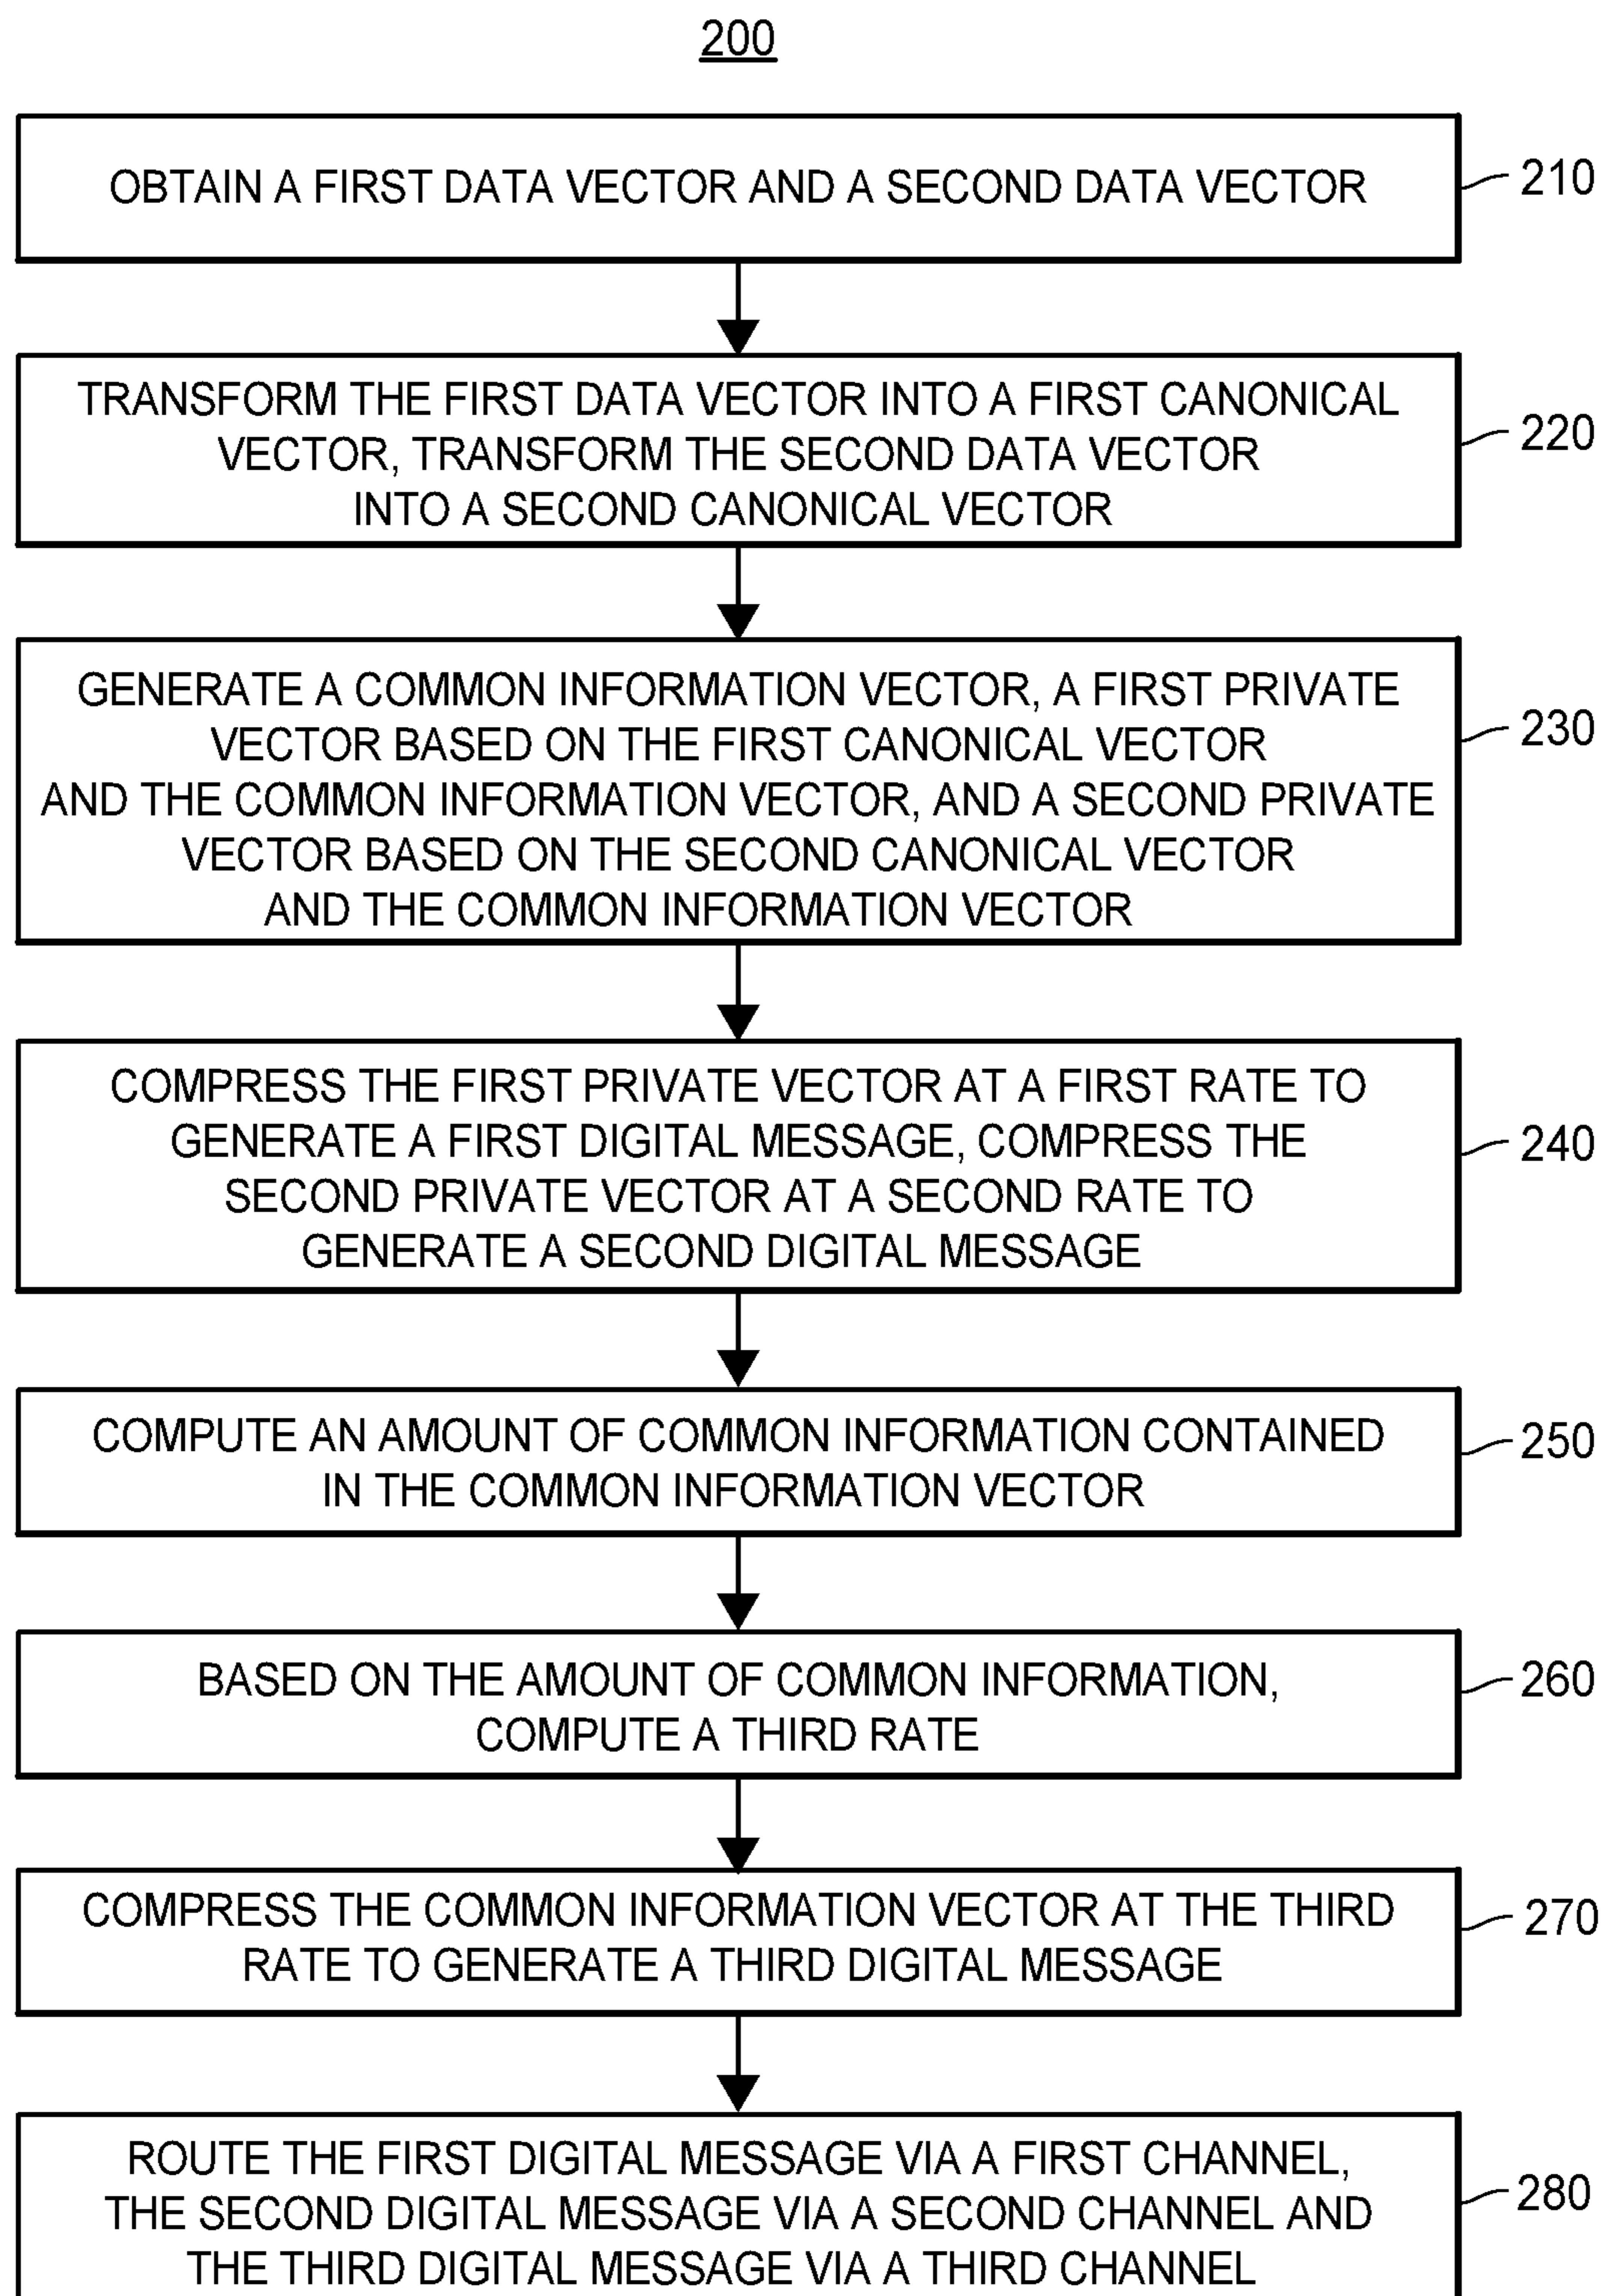 200
OBTAIN A FIRST DATA VECTOR AND A SECOND DATA VECTOR
210
TRANSFORM THE FIRST DATA VECTOR INTO A FIRST CANONICAL
VECTOR, TRANSFORM THE SECOND DATA VECTOR
INTO A SECOND CANONICAL VECTOR
220
GENERATE A COMMON INFORMATION VECTOR, A FIRST PRIVATE
VECTOR BASED ON THE FIRST CANONICAL VECTOR
AND THE COMMON INFORMATION VECTOR, AND A SECOND PRIVATE
VECTOR BASED ON THE SECOND CANONICAL VECTOR
AND THE COMMON INFORMATION VECTOR
230
COMPRESS THE FIRST PRIVATE VECTOR AT A FIRST RATE TO
GENERATE A FIRST DIGITAL MESSAGE, COMPRESS THE
SECOND PRIVATE VECTOR AT A SECOND RATE TO
GENERATE A SECOND DIGITAL MESSAGE
240
COMPUTE AN AMOUNT OF COMMON INFORMATION CONTAINED
IN THE COMMON INFORMATION VECTOR
250
BASED ON THE AMOUNT OF COMMON INFORMATION,
COMPUTE A THIRD RATE
260
COMPRESS THE COMMON INFORMATION VECTOR AT THE THIRD
RATE TO GENERATE A THIRD DIGITAL MESSAGE
270
ROUTE THE FIRST DIGITAL MESSAGE VIA A FIRST CHANNEL,
THE SECOND DIGITAL MESSAGE VIA A SECOND CHANNEL AND
THE THIRD DIGITAL MESSAGE VIA A THIRD CHANNEL
280